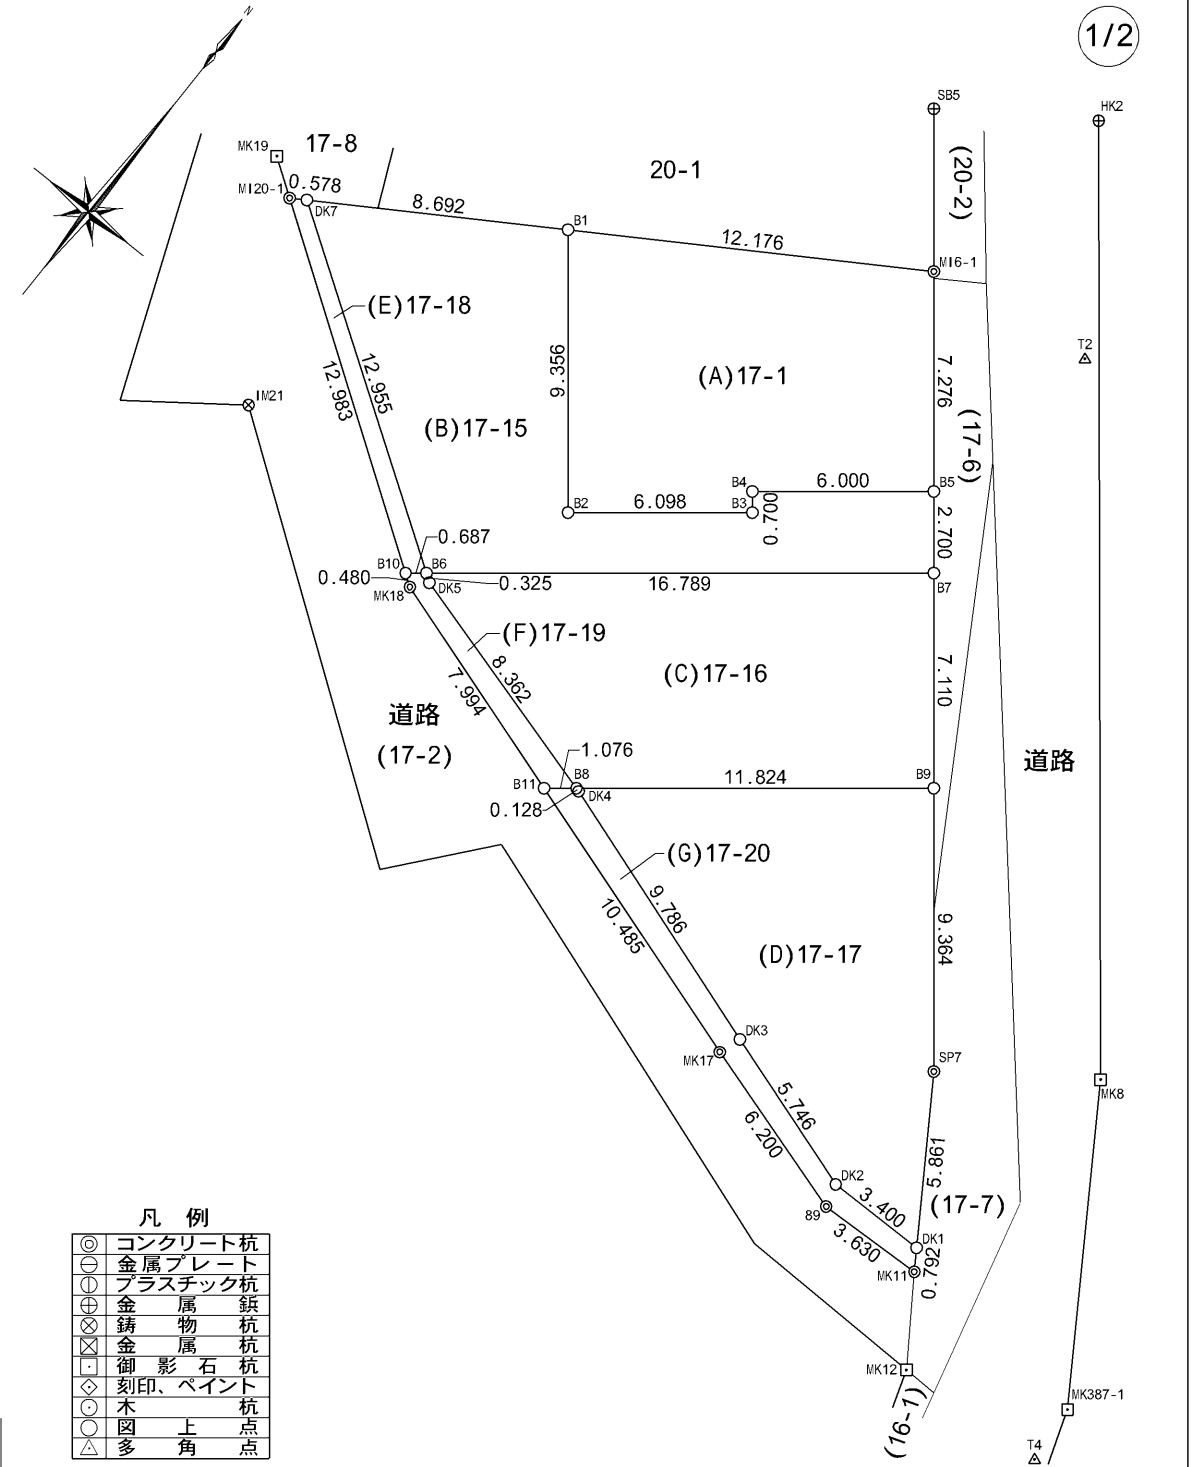 N
1/2
SB5
HK2
MK19
17-8
20-1
(20-2)
MI20-1
0.578
DK7
8.692
B1
12.176
MI6-1
(E)17-18
T2
9.356
7.276
12.983
12.955
(A)17-1
IM21
(B)17-15
(17-6)
B4
6.000
B5
B2
6.098
B3
0.700
2.700
0.687
B10
B6
0.480
MK18
DK5
0.325
16.789
B7
(F)17-19
8.362
7.994
(C)17-16
7.110
道路
(17-2)
1.076
道路
B11
B8
11.824
B9
0.128
DK4
(G)17-20
9.786
10.485
9.364
(D)17-17
DK3
MK17
SP7
MK8
5.746
6.200
5.861
DK2
3.400
(17-7)
89
3.630
DK1
MK11
0.792
MK12
MK387-1
(16-1)
T4
凡 例
コンクリート杭
金属プレート
プラスチック杭
金属鋲
鋳物杭
金属杭
御影石杭
刻印、ペイント
木杭
図上点
多角点